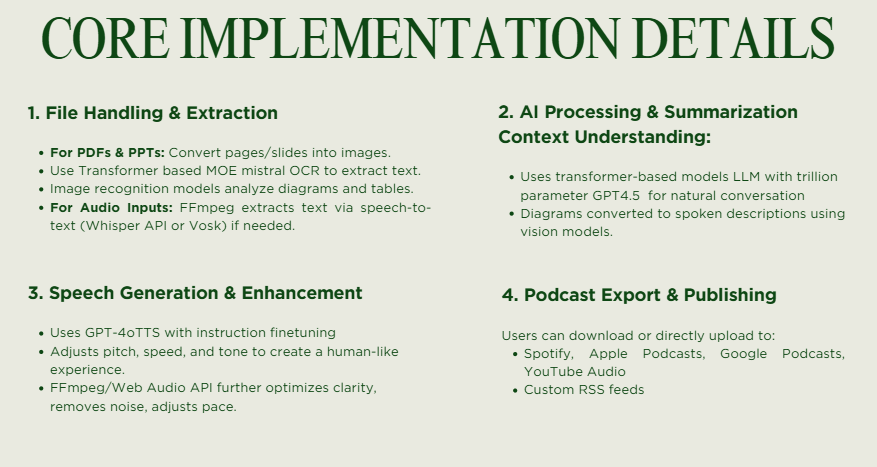 CORE IMPLEMENTATION DETAILS
1. File Handling & Extraction
• For PDFs & PPTs: Convert pages/slides into images.
• Use Transformer based MOE mistral OCR to extract text.
• Image recognition models analyze diagrams and tables.
• For Audio Inputs: FFmpeg extracts text via speech-to-
text (Whisper API or Vosk) if needed.
2. AI Processing & Summarization
Context Understanding:
• Uses transformer-based models LLM with trillion
parameter GPT4.5 for natural conversation
• Diagrams converted to spoken descriptions using
vision models.
3. Speech Generation & Enhancement
• Uses GPT-4oTTS with instruction finetuning
• Adjusts pitch, speed, and tone to create a human-like
experience.
• FFmpeg/Web Audio API further optimizes clarity,
removes noise, adjusts pace.
4. Podcast Export & Publishing
Users can download or directly upload to:
• Spotify, Apple Podcasts, Google Podcasts,
YouTube Audio
• Custom RSS feeds